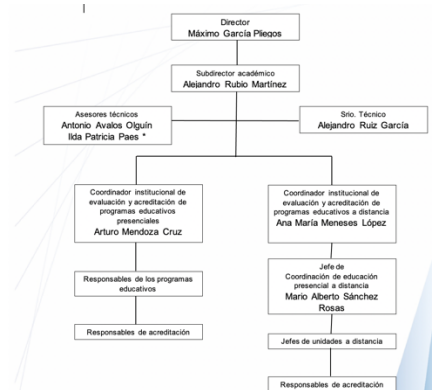 Director
Máximo García Pliegos
Subdirector académico
Alejandro Rubio Martínez
Asesores técnicos
Antonio Avalos Olguín
Ilda Patricia Paes *
Srio. Técnico
Alejandro Ruiz García
Coordinador institucional de
evaluación y acreditación de
programas educativos
presenciales
Arturo Mendoza Cruz
Responsables de los programas
educativos
Responsables de acreditación
Coordinador institucional de
evaluación y acreditación de
programas educativos a distancia
Ana María Meneses López
Jefe de
Coordinación de educación
presencial a distancia
Mario Alberto Sánchez
Rosas
Jefes de unidades a distancia
Responsables de acreditación